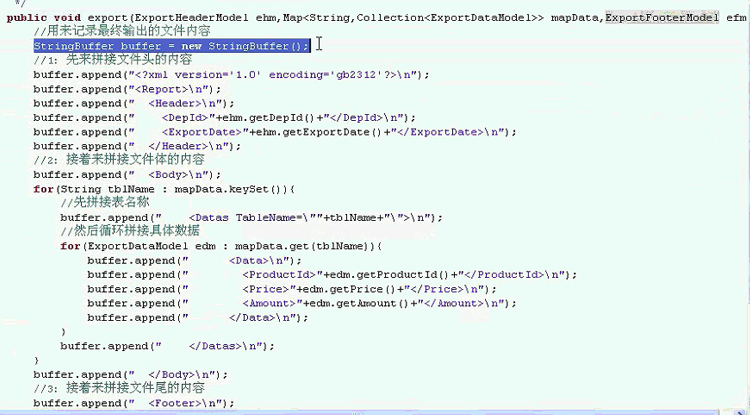 */
public void export(ExportHeaderModel ehm,Map<String,Collection<ExportDataModel>> mapData,ExportFooterModel efm
//用来记录最终输出的文件内容
StringBuffer buffer = new StringBuffer();
//1: 先来拼接文件头的内容
buffer.append("<?xml version='1.0' encoding='gb2312'?>\n");
buffer.append("<Report>\n");
buffer.append("  <Header>\n");
buffer.append("    <DepId>"+ehm.getDepId()+"</DepId>\n");
buffer.append("    <ExportDate>"+ehm.getExportDate()+"</ExportDate>\n");
buffer.append("  </Header>\n");
//2: 接着来拼接文件体的内容
buffer.append("  <Body>\n");
for(String tblName : mapData.keySet()){
//先拼接表名称
buffer.append("    <Datas TableName=\""+tblName+"\">\n");
//然后循环拼接具体数据
for(ExportDataModel edm : mapData.get(tblName)){
buffer.append("      <Data>\n");
buffer.append("        <ProductId>"+edm.getProductId()+"</ProductId>\n");
buffer.append("        <Price>"+edm.getPrice()+"</Price>\n");
buffer.append("        <Amount>"+edm.getAmount()+"</Amount>\n");
buffer.append("      </Data>\n");
}
buffer.append("    </Datas>\n");
}
buffer.append("  </Body>\n");
//3: 接着来拼接文件尾的内容
buffer.append("  <Footer>\n");